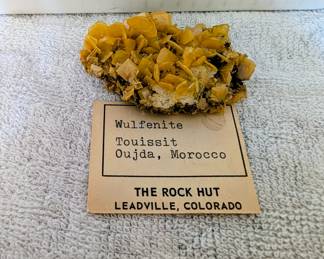 Wulfenite
Touissit
Oujda, Morocco
THE ROCK HUT
LEADVILLE, COLORADO